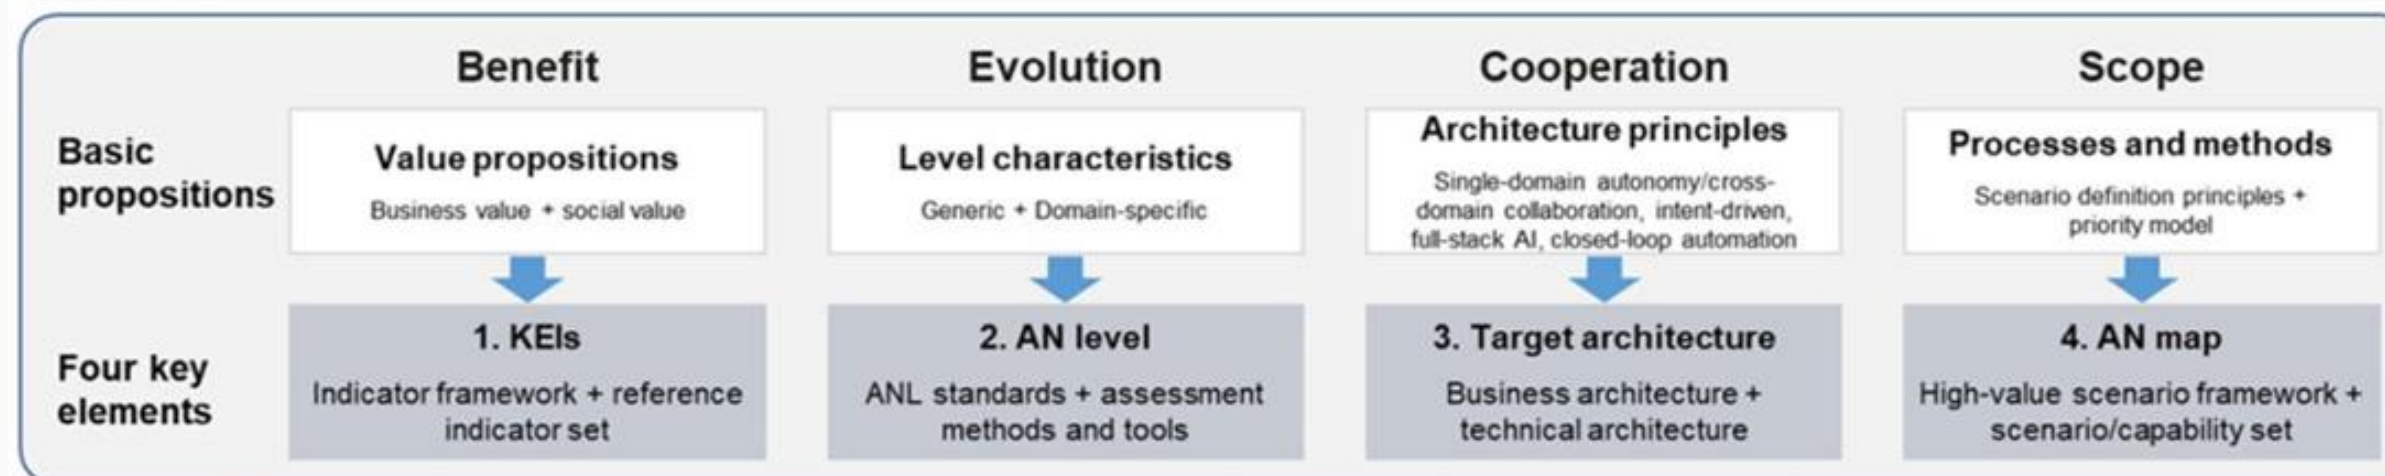 Benefit
Evolution
Cooperation
Scope
Basic
propositions
Value propositions
Business value + social value
Level characteristics
Generic + Domain-specific
Architecture principles
Single-domain autonomy/cross-
domain collaboration, intent-driven,
full-stack AI, closed-loop automation
Processes and methods
Scenario definition principles +
priority model
Four key
elements
1. KEIs
Indicator framework + reference
indicator set
2. AN level
ANL standards + assessment
methods and tools
3. Target architecture
Business architecture +
technical architecture
4. AN map
High-value scenario framework +
scenario/capability set